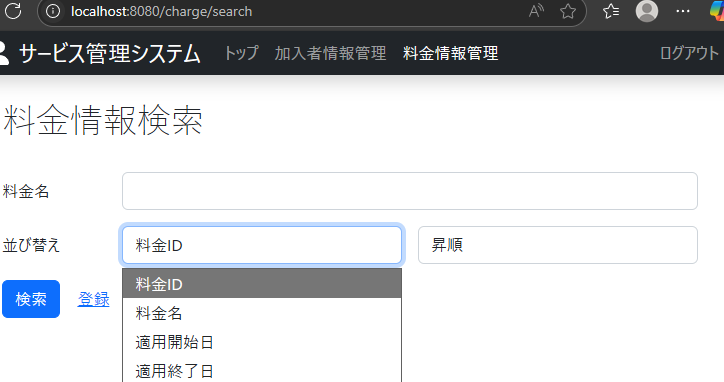 localhost:8080/charge/search
サービス管理システム トップ 加入者情報管理 料金情報管理 ログアウト
料金情報検索
料金名
並び替え 料金ID 昇順
料金ID
検索 登録
料金名
適用開始日
適用終了日